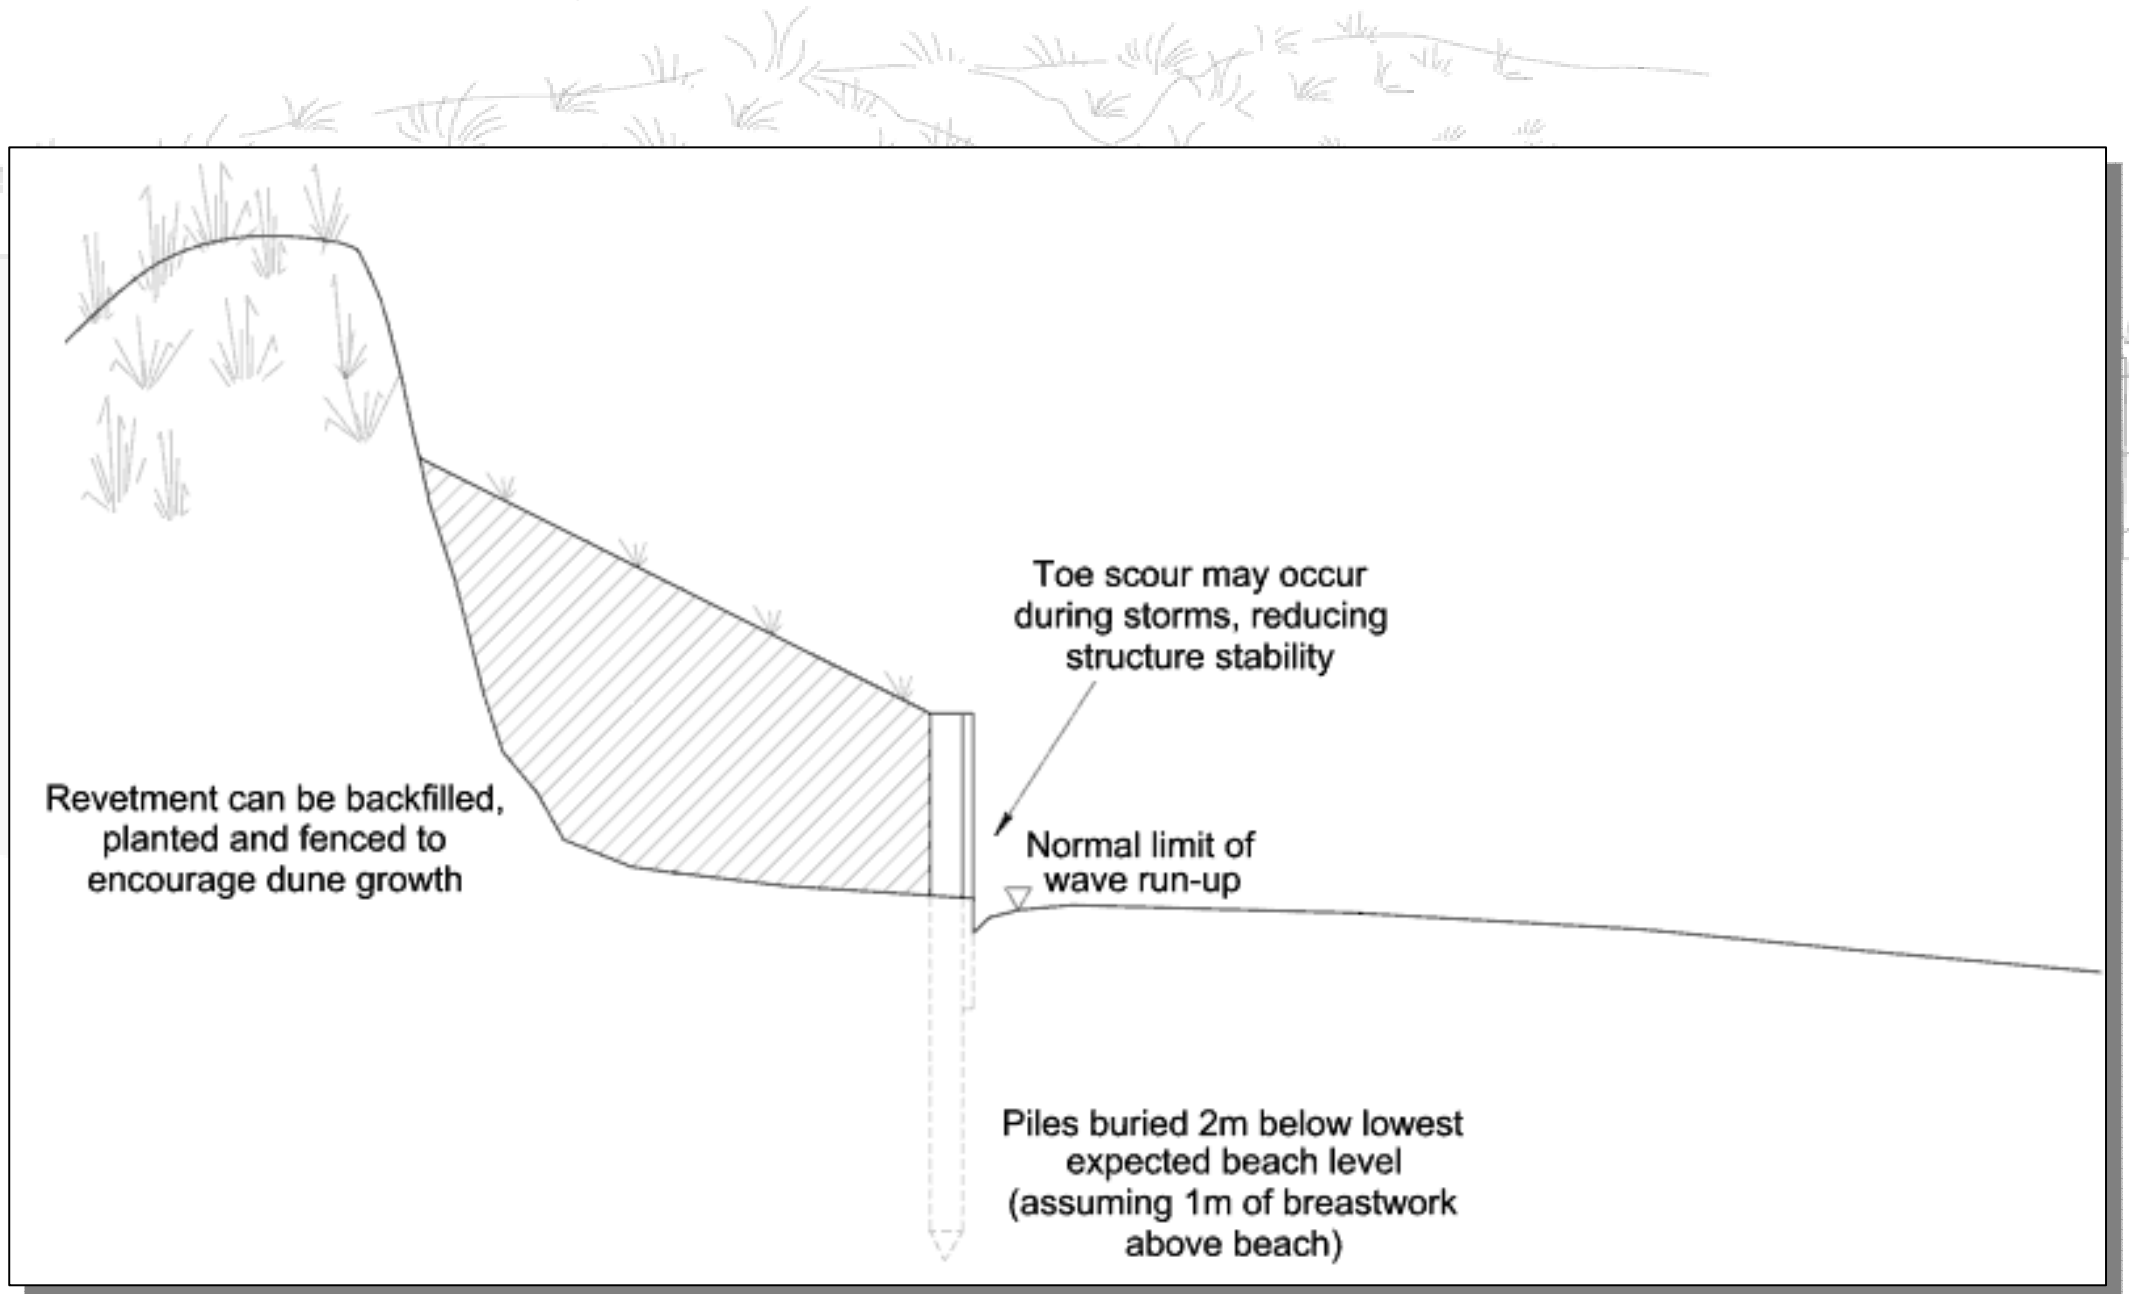 Toe scour may occur
during storms, reducing
structure stability
Revetment can be backfilled,
planted and fenced to
encourage dune growth
Normal limit of
wave run-up
Piles buried 2m below lowest
expected beach level
(assuming 1m of breastwork
above beach)